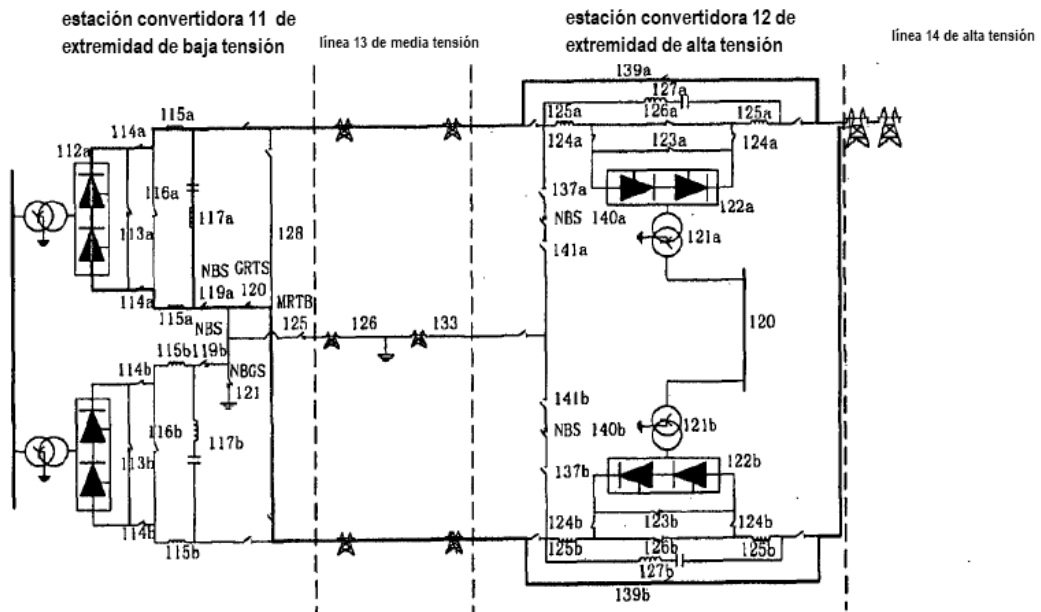 estación convertidora 11 de
extremidad de baja tensión
línea 13 de media tensión
estación convertidora 12 de
extremidad de alta tensión
línea 14 de alta tensión
139a
127a
115a
125a
126a
125a
114a
124a
123a
124a
112a
116a
137a
117a
122a
NBS 140a
113a
128
121a
NBS GRTS
141a
114a
119a 120
MRTB
115a
120
NBS
125
126
133
115b
119b
114b
NBGS
121
141b
116b
NBS 140b
121b
117b
113b
137b
122b
124b
123b
124b
114b
125b
126b
125b
115b
127b
139b